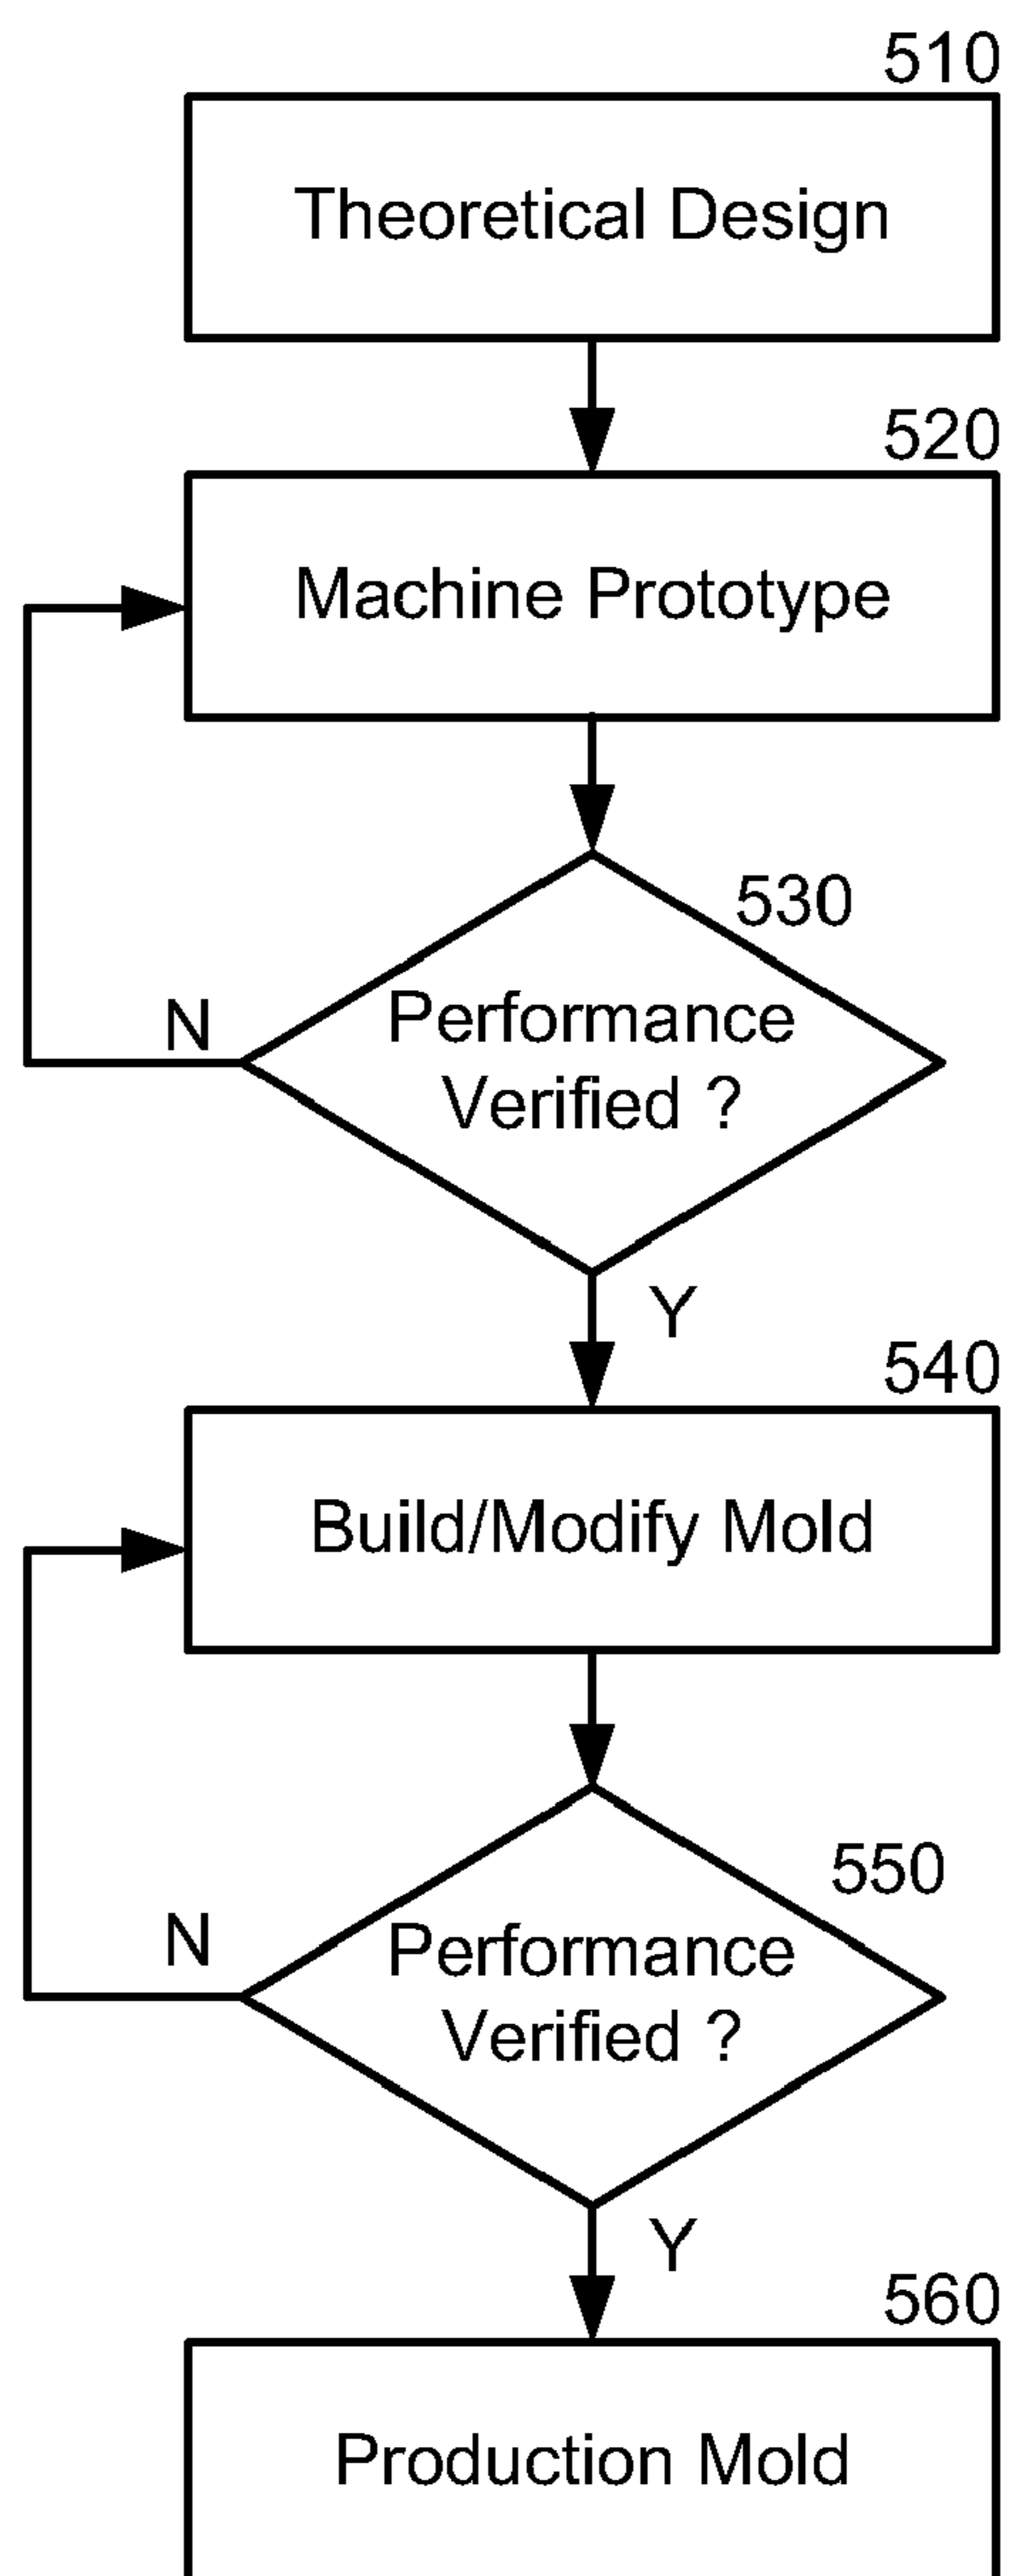 510
Theoretical Design
520
Machine Prototype
530
Performance
Verified ?
N
Y
540
Build/Modify Mold
550
Performance
Verified ?
N
Y
560
Production Mold